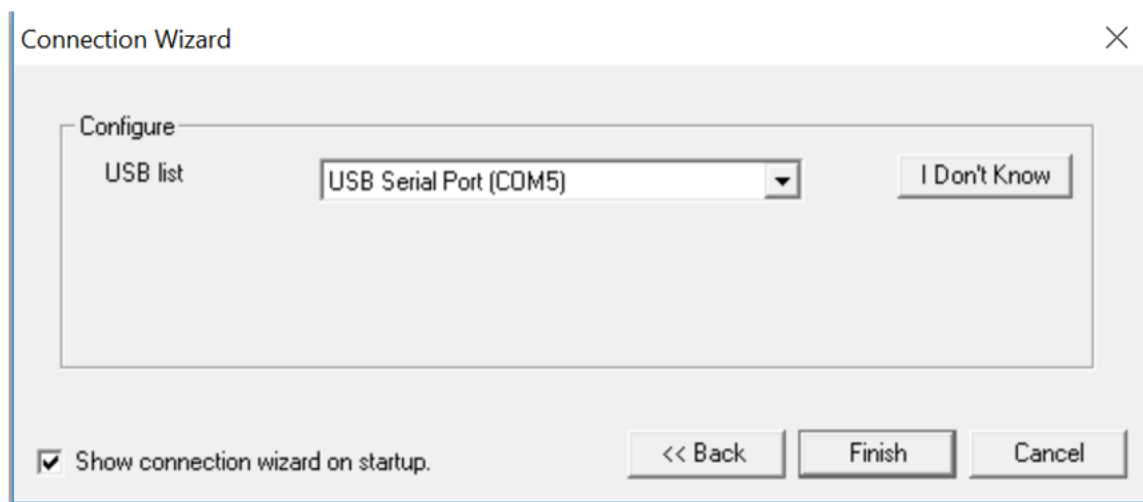 Connection Wizard
Configure
USB list
USB Serial Port (COM5)
I Don't Know
Show connection wizard on startup.
<< Back
Finish
Cancel